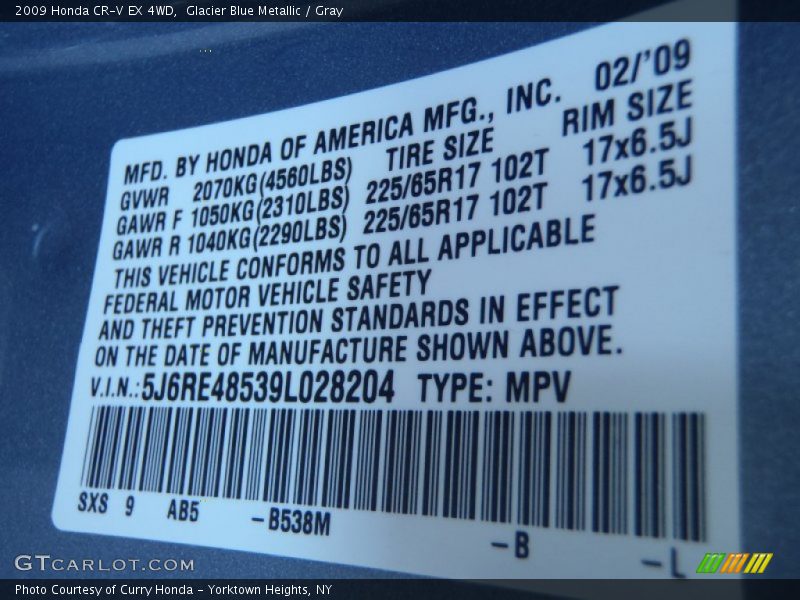 2009 Honda CR-V EX 4WD,  Glacier Blue Metallic / Gray
MFD. BY HONDA OF AMERICA MFG., INC. 02/'09
GVWR 2070KG(4560LBS) TIRE SIZE RIM SIZE
GAWR F 1050KG(2310LBS) 225/65R17 102T 17x6.5J
GAWR R 1040KG(2290LBS) 225/65R17 102T 17x6.5J
THIS VEHICLE CONFORMS TO ALL APPLICABLE
FEDERAL MOTOR VEHICLE SAFETY
AND THEFT PREVENTION STANDARDS IN EFFECT
ON THE DATE OF MANUFACTURE SHOWN ABOVE.
V.I.N.:5J6RE48539L028204 TYPE: MPV
SXS 9 AB5 -B538M -B -L
GTCARLOT.COM
Photo Courtesy of Curry Honda - Yorktown Heights, NY